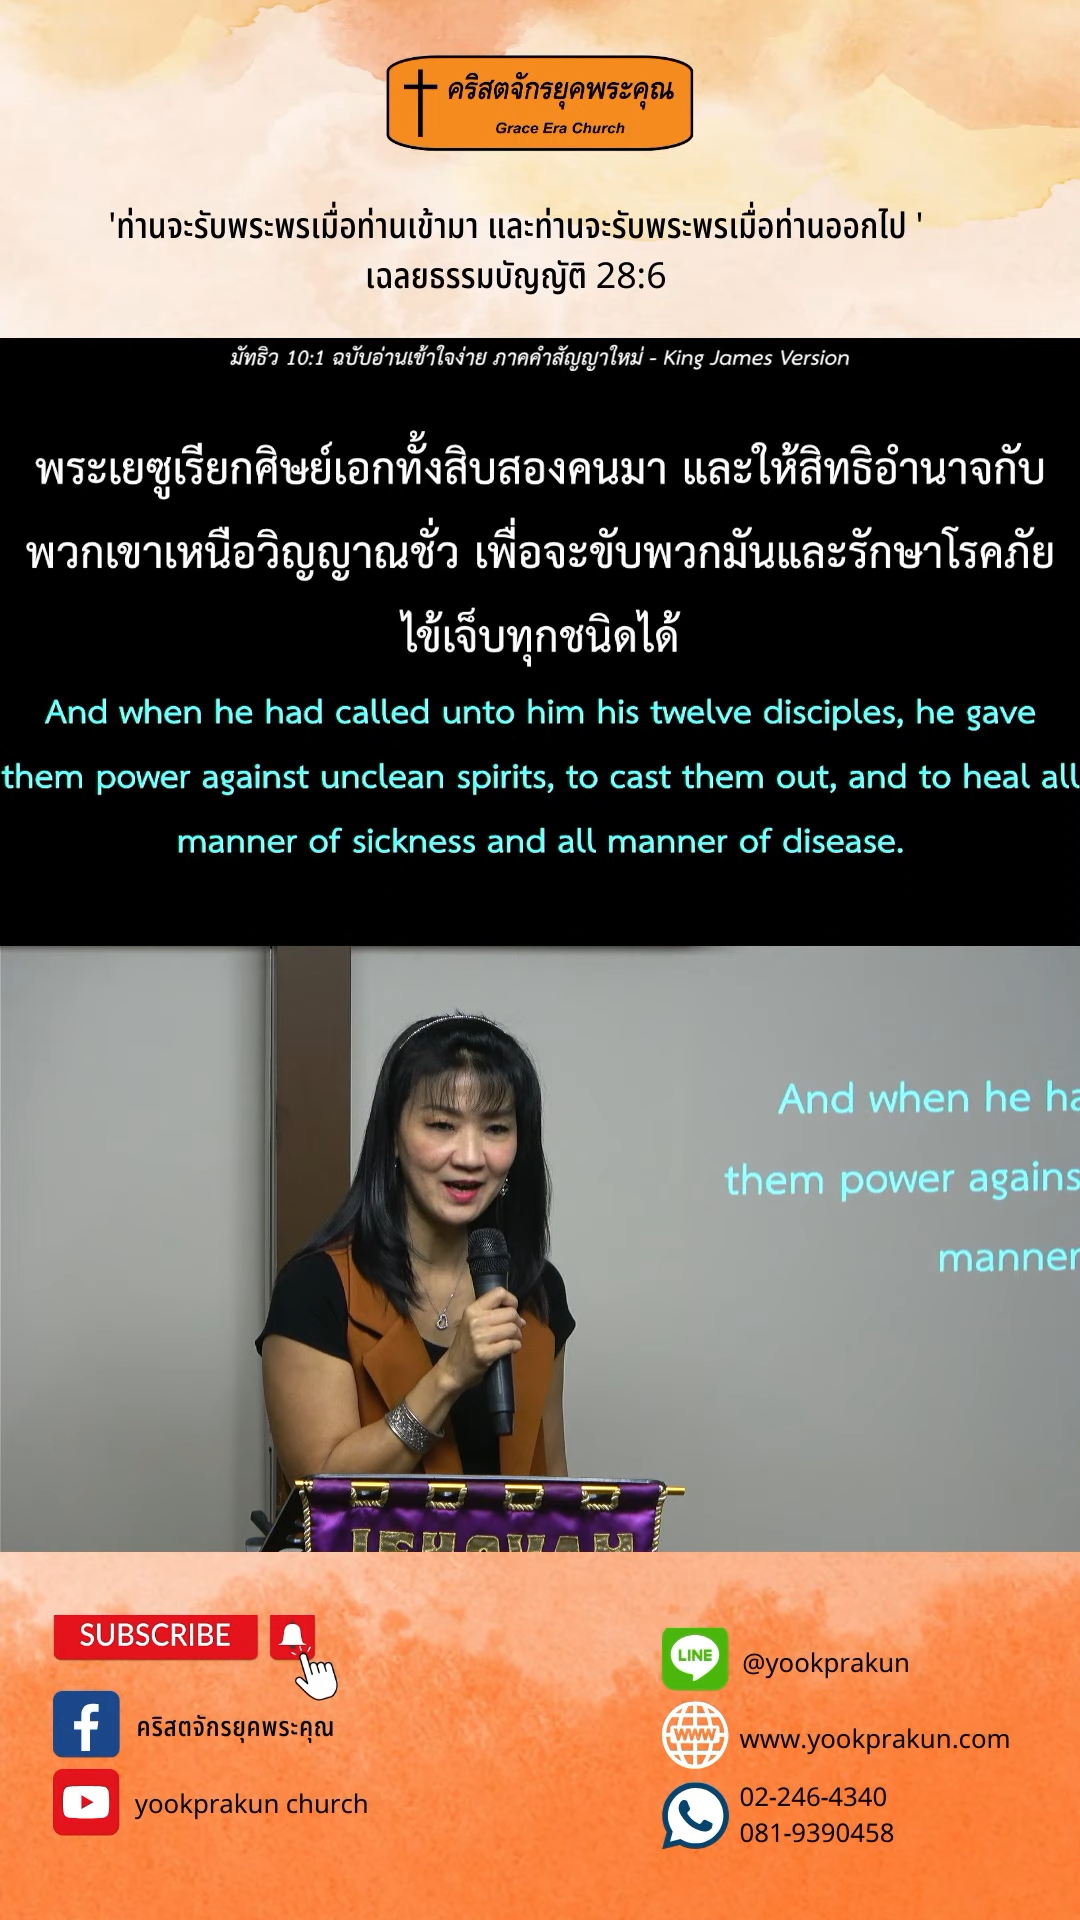 คริสตจักรยุคพระคุณ
Grace Era Church
'ท่านจะรับพระพรเมื่อท่านเข้ามา และท่านจะรับพระพรเมื่อท่านออกไป '
เฉลยธรรมบัญญัติ 28:6
มัทธิว 10:1 ฉบับอ่านเข้าใจง่าย ภาคคำสัญญาใหม่ - King James Version
พระเยซูเรียกศิษย์เอกทั้งสิบสองคนมา และให้สิทธิอำนาจกับ
พวกเขาเหนือวิญญาณชั่ว เพื่อจะขับพวกมันและรักษาโรคภัย
ไข้เจ็บทุกชนิดได้
And when he had called unto him his twelve disciples, he gave
them power against unclean spirits, to cast them out, and to heal all
manner of sickness and all manner of disease.
And when he ha
them power agains
manner
JEHOVAH
SUBSCRIBE
คริสตจักรยุคพระคุณ
yookprakun church
LINE
@yookprakun
WWW
www.yookprakun.com
02-246-4340
081-9390458